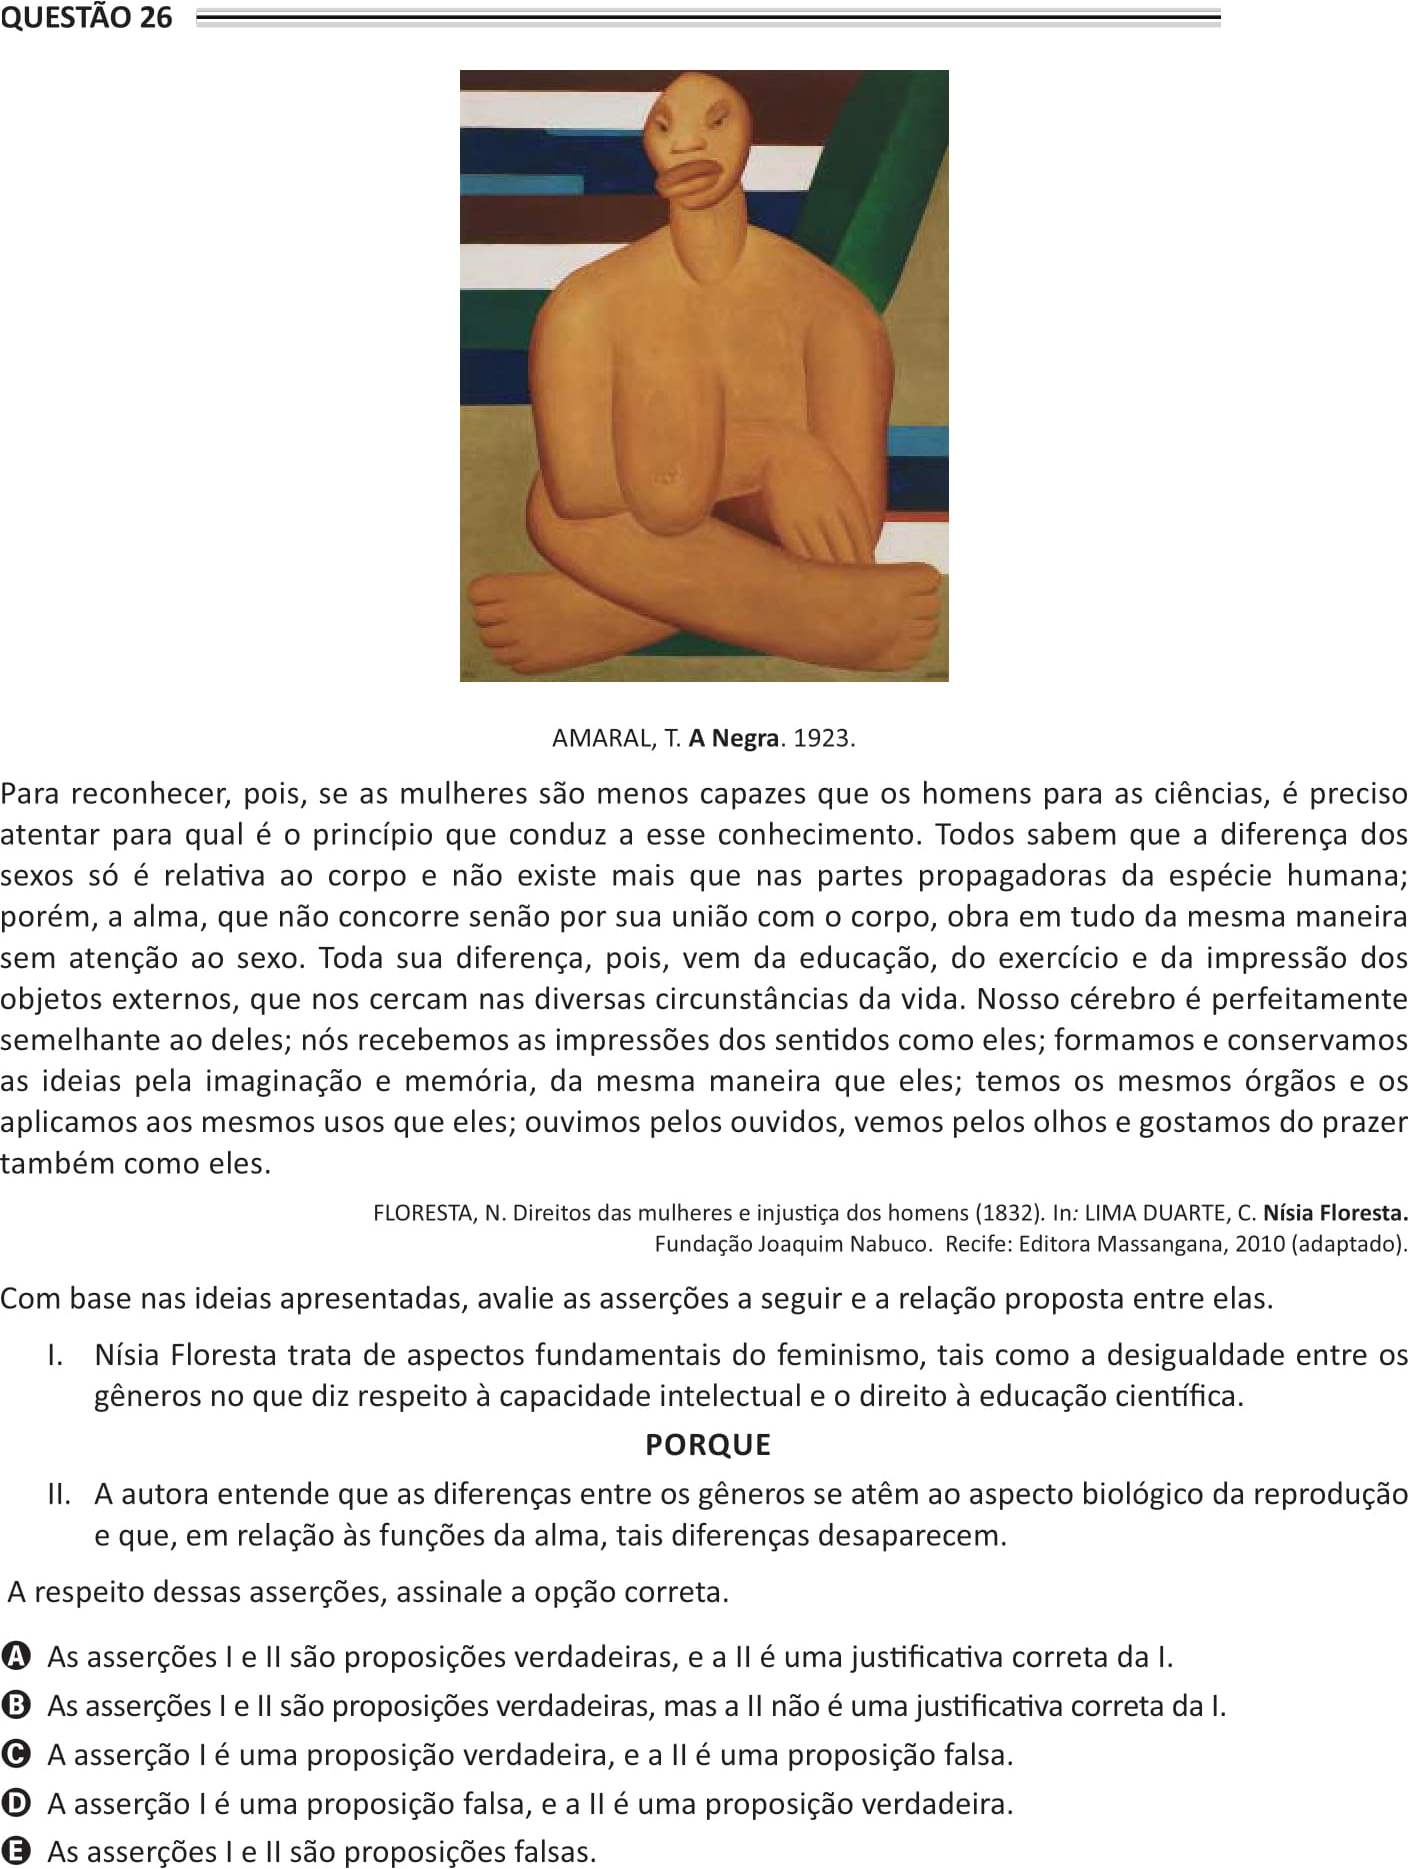 QUESTÃO 26
AMARAL, T. A Negra. 1923.
Para reconhecer, pois, se as mulheres são menos capazes que os homens para as ciências, é preciso
atentar para qual é o princípio que conduz a esse conhecimento. Todos sabem que a diferença dos
sexos só é relativa ao corpo e não existe mais que nas partes propagadoras da espécie humana;
porém, a alma, que não concorre senão por sua união com o corpo, obra em tudo da mesma maneira
sem atenção ao sexo. Toda sua diferença, pois, vem da educação, do exercício e da impressão dos
objetos externos, que nos cercam nas diversas circunstâncias da vida. Nosso cérebro é perfeitamente
semelhante ao deles; nós recebemos as impressões dos sentidos como eles; formamos e conservamos
as ideias pela imaginação e memória, da mesma maneira que eles; temos os mesmos órgãos e os
aplicamos aos mesmos usos que eles; ouvimos pelos ouvidos, vemos pelos olhos e gostamos do prazer
também como eles.
FLORESTA, N. Direitos das mulheres e injustiça dos homens (1832). In: LIMA DUARTE, C. Nísia Floresta.
Fundação Joaquim Nabuco. Recife: Editora Massangana, 2010 (adaptado).
Com base nas ideias apresentadas, avalie as asserções a seguir e a relação proposta entre elas.
I. Nísia Floresta trata de aspectos fundamentais do feminismo, tais como a desigualdade entre os
gêneros no que diz respeito à capacidade intelectual e o direito à educação científica.
PORQUE
II. A autora entende que as diferenças entre os gêneros se atêm ao aspecto biológico da reprodução
e que, em relação às funções da alma, tais diferenças desaparecem.
A respeito dessas asserções, assinale a opção correta.
A As asserções I e II são proposições verdadeiras, e a II é uma justificativa correta da I.
B As asserções I e II são proposições verdadeiras, mas a II não é uma justificativa correta da I.
C A asserção I é uma proposição verdadeira, e a II é uma proposição falsa.
D A asserção I é uma proposição falsa, e a II é uma proposição verdadeira.
E As asserções I e II são proposições falsas.